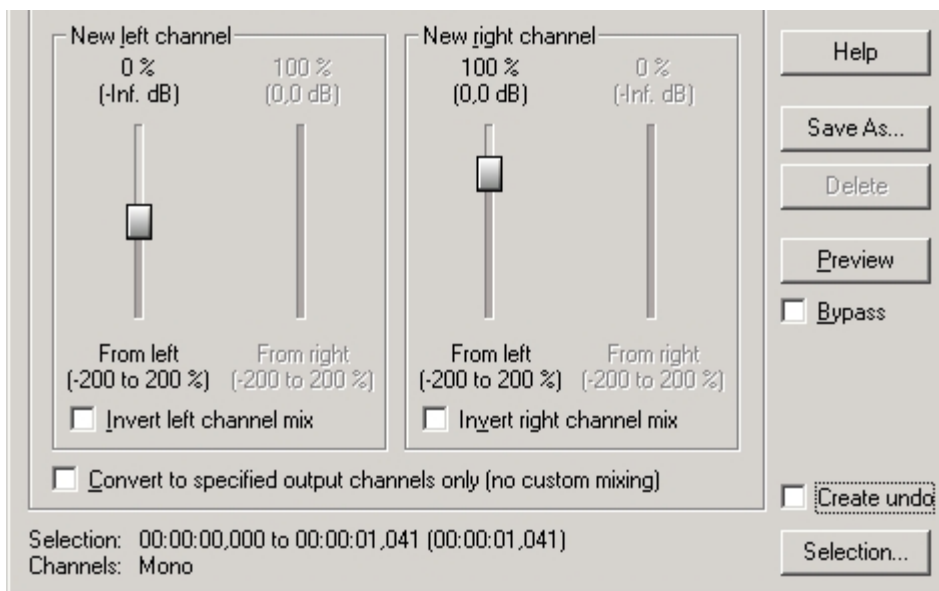 New left channel
0 % 100 %
(-Inf. dB) (0,0 dB)
From left From right
(-200 to 200 %) (-200 to 200 %)
Invert left channel mix
New right channel
100 % 0 %
(0,0 dB) (-Inf. dB)
From left From right
(-200 to 200 %) (-200 to 200 %)
Invert right channel mix
Convert to specified output channels only (no custom mixing)
Help
Save As...
Delete
Preview
Bypass
Create undo
Selection...
Selection: 00:00:00,000 to 00:00:01,041 (00:00:01,041)
Channels: Mono